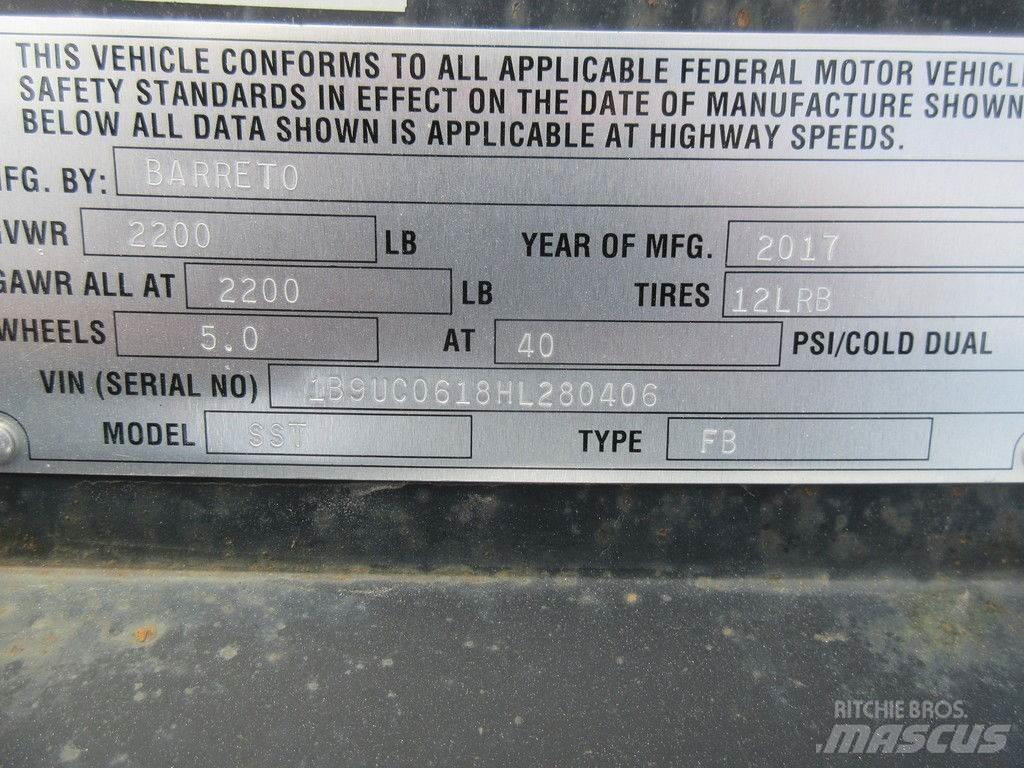 THIS VEHICLE CONFORMS TO ALL APPLICABLE FEDERAL MOTOR VEHICL
SAFETY STANDARDS IN EFFECT ON THE DATE OF MANUFACTURE SHOWN
BELOW ALL DATA SHOWN IS APPLICABLE AT HIGHWAY SPEEDS.
FG. BY: BARRETO
VWR 2200 LB YEAR OF MFG. 2017
GAWR ALL AT 2200 LB TIRES 12LRB
WHEELS 5.0 AT 40 PSI/COLD DUAL
VIN (SERIAL NO) 1B9UC0618HL280406
MODEL SST TYPE FB
RITCHIE BROS.
MASCUS